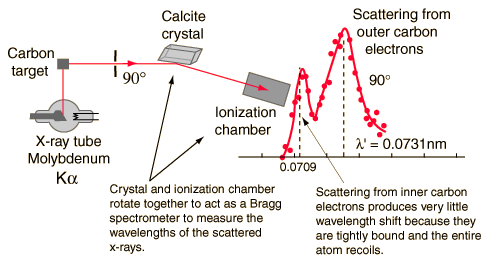 Calcite
crystal
Scattering from
outer carbon
electrons
Carbon
target
90°
90°
Ionization
chamber
X-ray tube
Molybdenum
Kα
λ' = 0.0731nm
0.0709
Crystal and ionization chamber
rotate together to act as a Bragg
spectrometer to measure the
wavelengths of the scattered
x-rays.
Scattering from inner carbon
electrons produces very little
wavelength shift because they
are tightly bound and the entire
atom recoils.